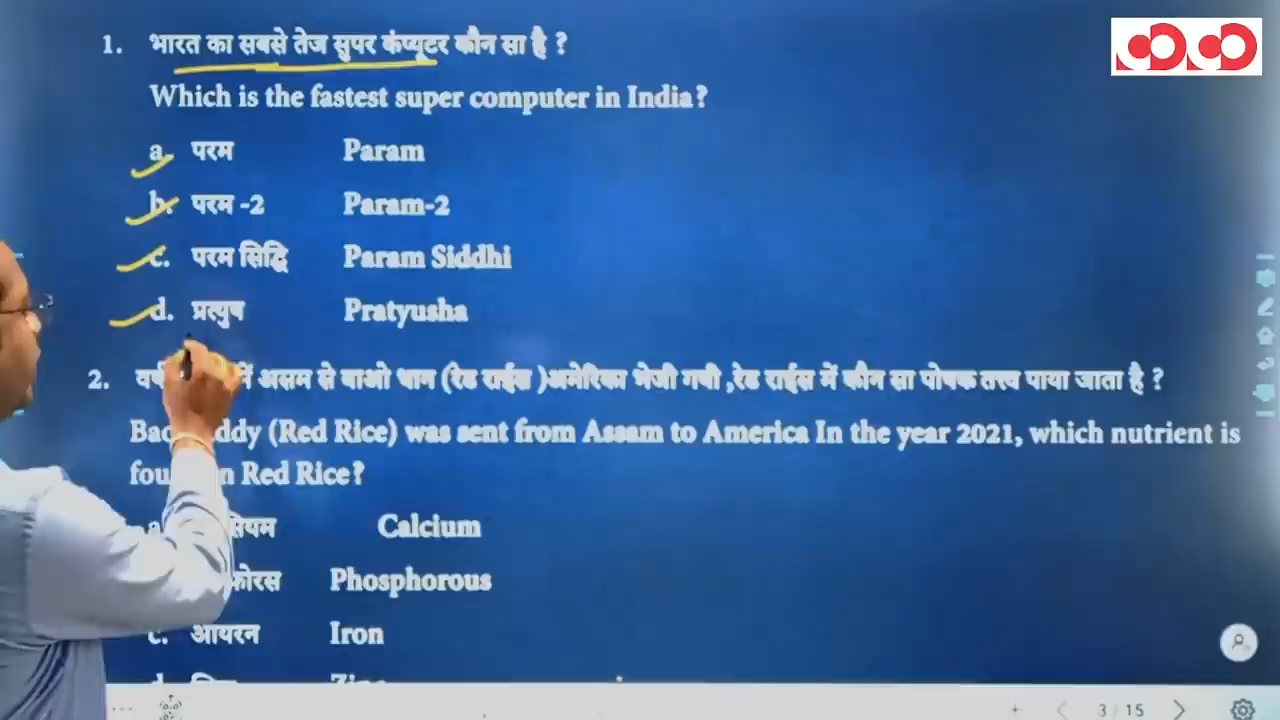 1. भारत का सबसे तेज सुपर कंप्यूटर कौन सा है ?
Which is the fastest super computer in India?
a. परम Param
b. परम -2 Param-2
c. परम सिद्धि Param Siddhi
d. प्रत्युष Pratyusha
2. में असम से बाओ धान (रेड राईस )अमेरिका भेजी गयी ,रेड राईस में कौन सा पोषक तत्त्व पाया जाता है ?
(Red Rice) was sent from Assam to America In the year 2021, which nutrient is
Red Rice?
Calcium
Phosphorous
c. आयरन Iron
3 / 15